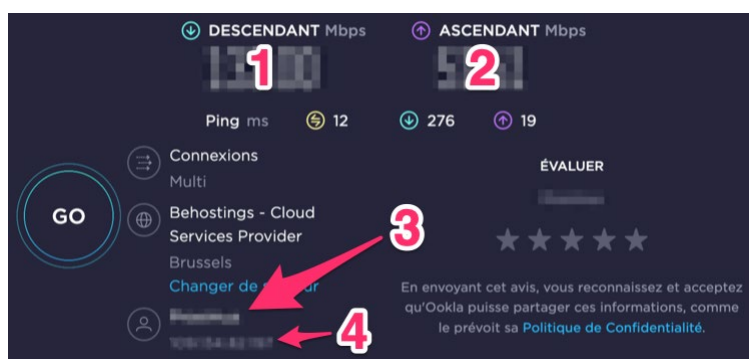 DESCENDANT Mbps
ASCENDANT Mbps
1
2
Ping ms 12 276 19
Connexions
Multi
ÉVALUER
GO
Behostings - Cloud
Services Provider
Brussels
Changer de
3
En envoyant cet avis, vous reconnaissez et acceptez
qu'Ookla puisse partager ces informations, comme
le prévoit sa Politique de Confidentialité.
4